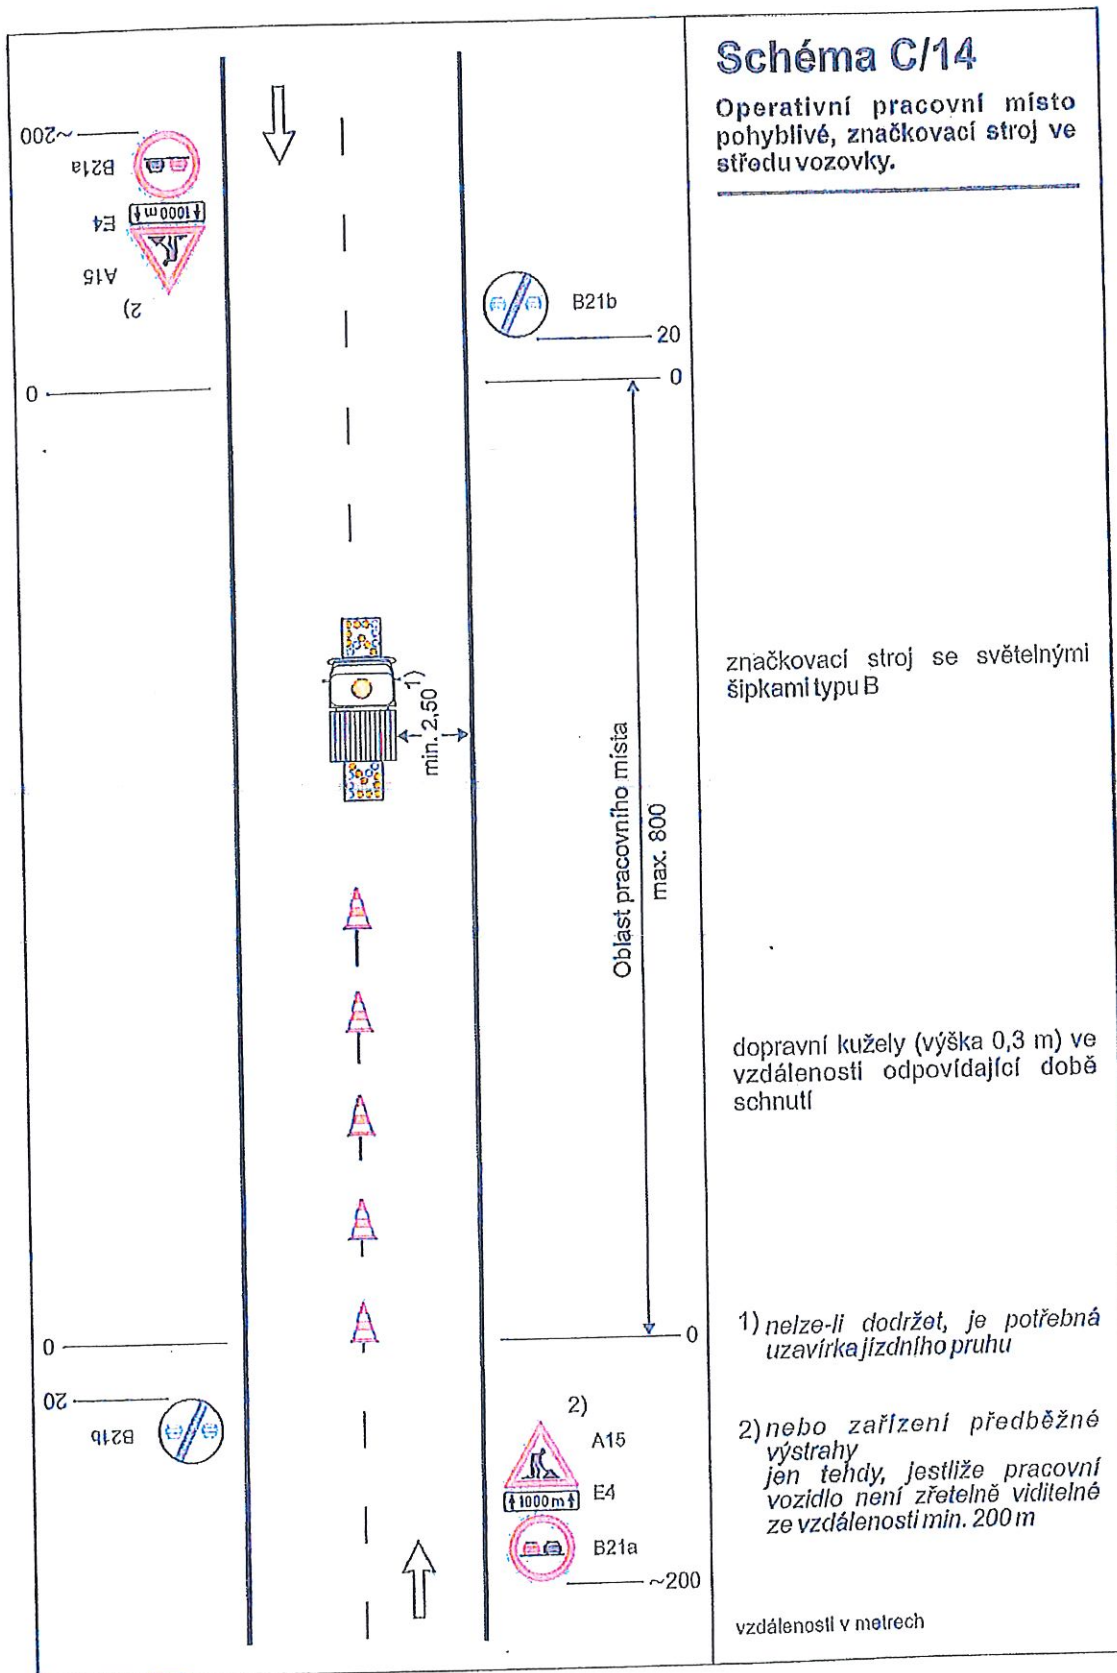 Schéma C/14
Operativní pracovní místo
pohyblivé, značkovací stroj ve
středu vozovky.
~200
B21a
↑1000 m↑
E4
A15
2)
0
B21b
20
0
min. 2,50
1)
značkovací stroj se světelnými
šipkami typu B
Oblast pracovního místa
max. 800
dopravní kužely (výška 0,3 m) ve
vzdálenosti odpovídající době
schnutí
0
20
B21b
0
2)
A15
↑1000 m↑
E4
B21a
~200
1) nelze-li dodržet, je potřebná
uzavírka jízdního pruhu
2) nebo zařízení předběžné
výstrahy
jen tehdy, jestliže pracovní
vozidlo není zřetelně viditelné
ze vzdálenosti min. 200 m
vzdálenosti v metrech